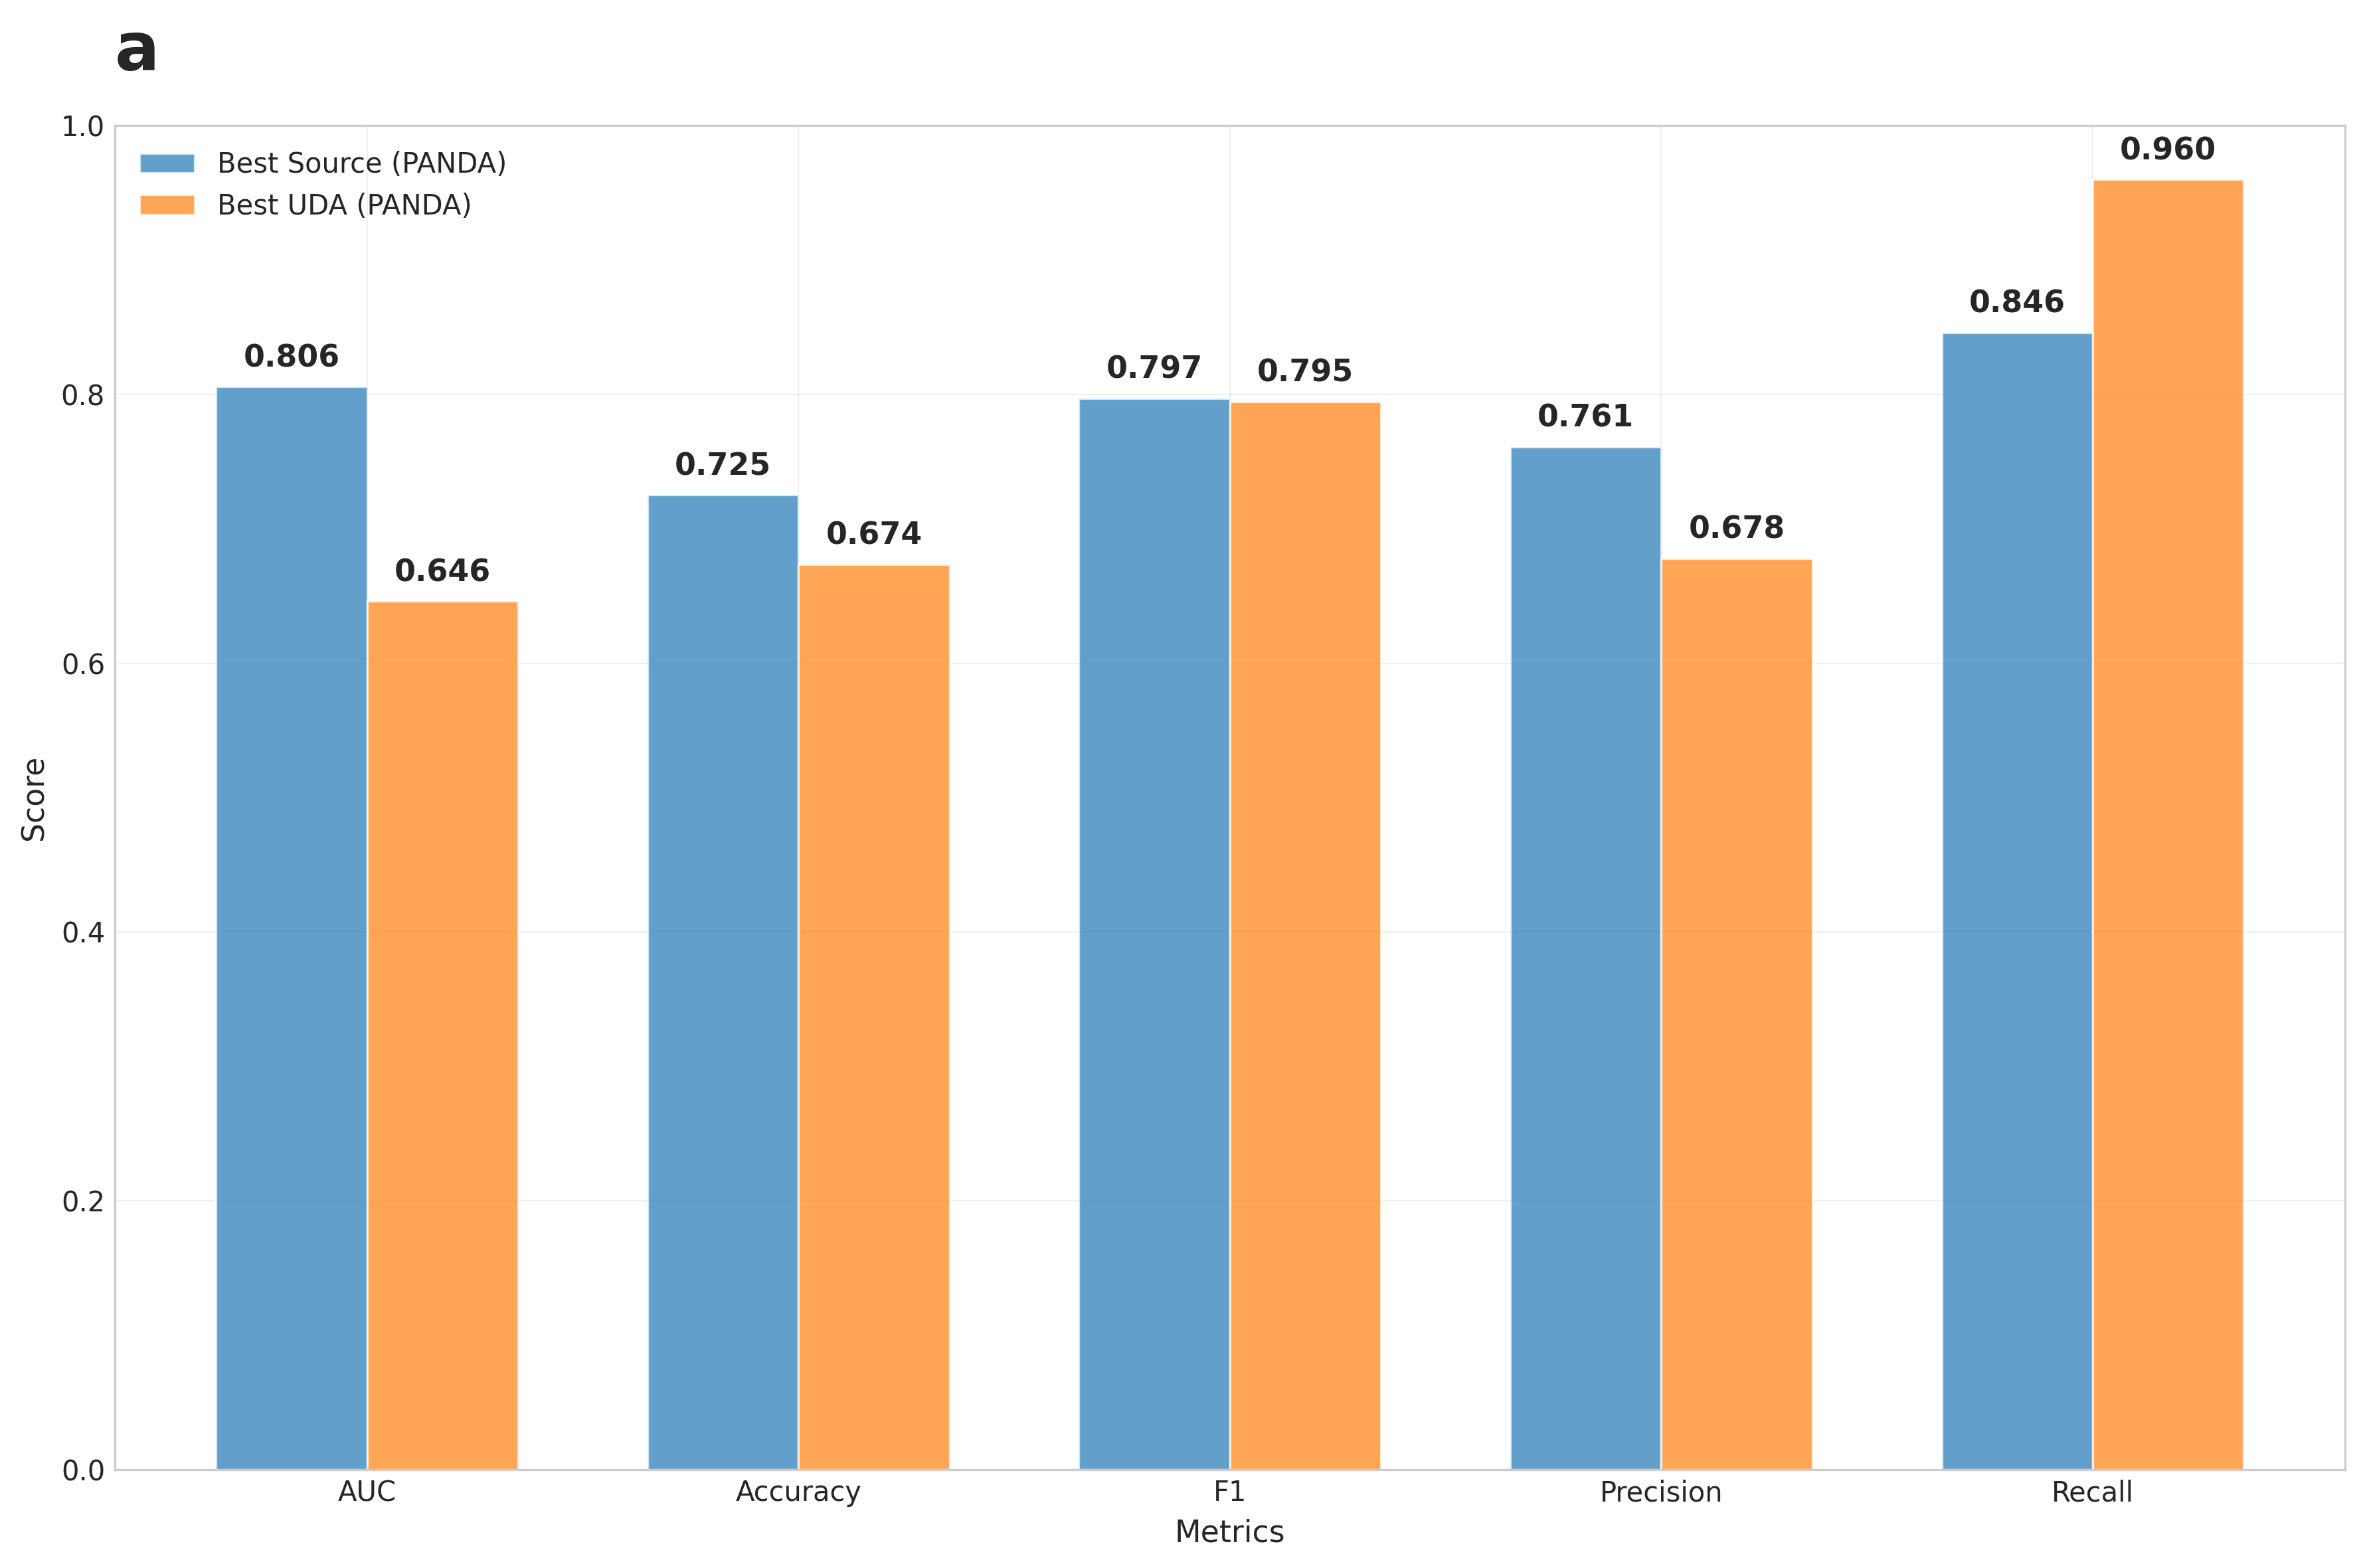 a
1.0
0.8
0.6
0.4
0.2
0.0
Score
Best Source (PANDA)
Best UDA (PANDA)
0.806
0.646
0.725
0.674
0.797
0.795
0.761
0.678
0.846
0.960
AUC
Accuracy
F1
Precision
Recall
Metrics